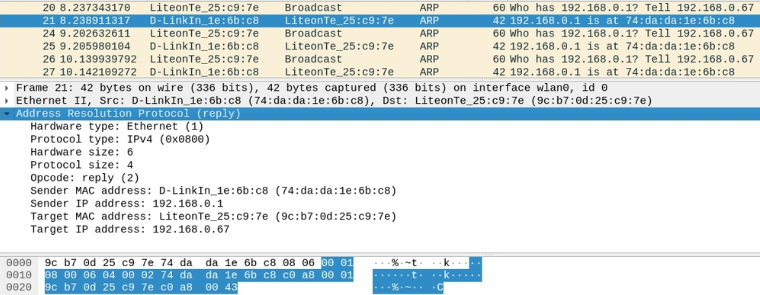 20 8.237343170 LiteonTe_25:c9:7e Broadcast ARP 60 Who has 192.168.0.1? Tell 192.168.0.67
21 8.238911317 D-LinkIn_1e:6b:c8 LiteonTe_25:c9:7e ARP 42 192.168.0.1 is at 74:da:da:1e:6b:c8
24 9.202632611 LiteonTe_25:c9:7e Broadcast ARP 60 Who has 192.168.0.1? Tell 192.168.0.67
25 9.205980104 D-LinkIn_1e:6b:c8 LiteonTe_25:c9:7e ARP 42 192.168.0.1 is at 74:da:da:1e:6b:c8
26 10.139939792 LiteonTe_25:c9:7e Broadcast ARP 60 Who has 192.168.0.1? Tell 192.168.0.67
27 10.142109272 D-LinkIn_1e:6b:c8 LiteonTe_25:c9:7e ARP 42 192.168.0.1 is at 74:da:da:1e:6b:c8
Frame 21: 42 bytes on wire (336 bits), 42 bytes captured (336 bits) on interface wlan0, id 0
Ethernet II, Src: D-LinkIn_1e:6b:c8 (74:da:da:1e:6b:c8), Dst: LiteonTe_25:c9:7e (9c:b7:0d:25:c9:7e)
Address Resolution Protocol (reply)
Hardware type: Ethernet (1)
Protocol type: IPv4 (0x0800)
Hardware size: 6
Protocol size: 4
Opcode: reply (2)
Sender MAC address: D-LinkIn_1e:6b:c8 (74:da:da:1e:6b:c8)
Sender IP address: 192.168.0.1
Target MAC address: LiteonTe_25:c9:7e (9c:b7:0d:25:c9:7e)
Target IP address: 192.168.0.67
0000 9c b7 0d 25 c9 7e 74 da da 1e 6b c8 08 06 00 01 ···%·~t· ··k·····
0010 08 00 06 04 00 02 74 da da 1e 6b c8 c0 a8 00 01 ······t· ··k·····
0020 9c b7 0d 25 c9 7e c0 a8 00 43 ···%·~·· ·C